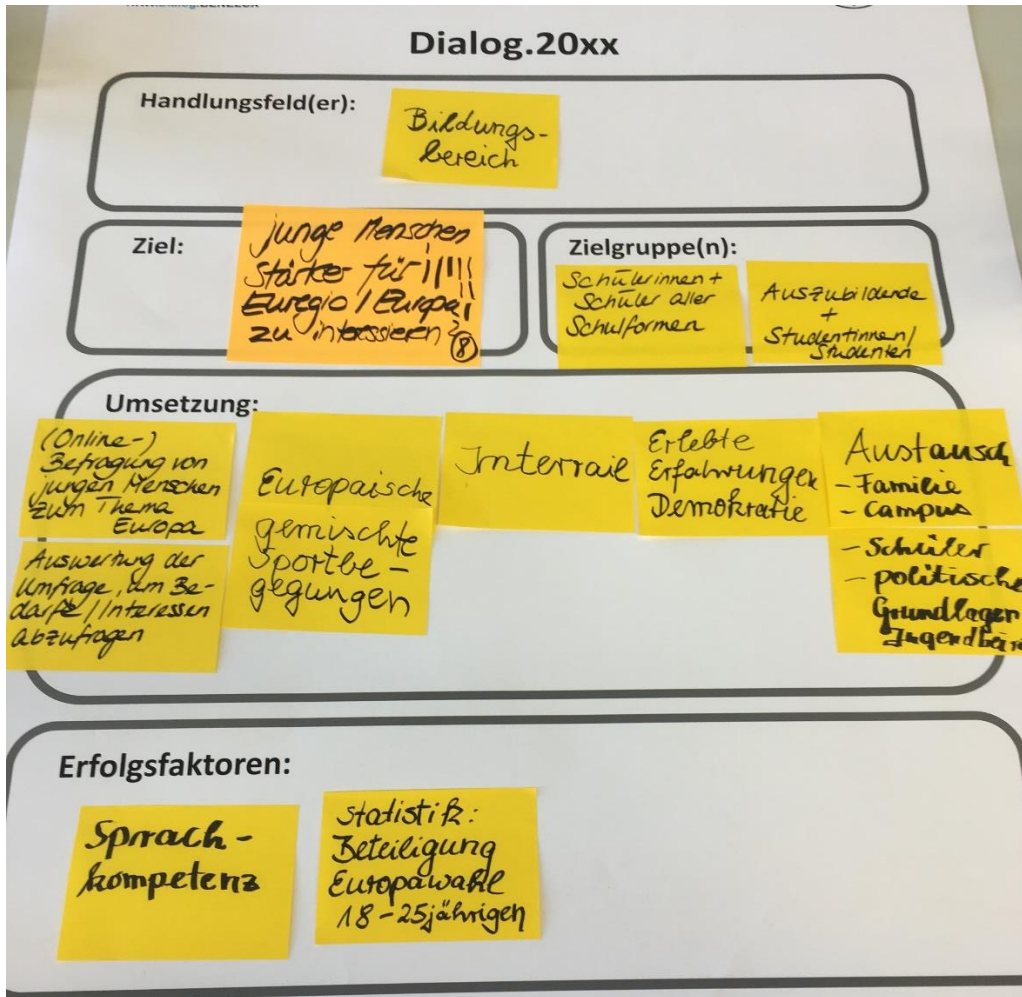 Dialog.20xx
Handlungsfeld(er):
Bildungs-
bereich
Ziel:
junge Menschen
stärker für
Euregio / Europa
zu interessieren?
8
Zielgruppe(n):
Schülerinnen +
Schüler aller
Schulformen
Auszubildende
+
Studentinnen/
Studenten
Umsetzung:
(Online-)
Befragung von
jungen Menschen
zum Thema
Europa
Auswertung der
Umfrage, um Be-
darfe / Interessen
abzufragen
Europäische
gemischte
Sportbe-
gegungen
Interrail
Erlebte
Erfahrungen
Demokratie
Austausch
- Familie
- Campus
- Schüler
- politische
Grundlagen
Erfolgsfaktoren:
Sprach-
kompetenz
Statistik:
Beteiligung
Europawahl
18-25jährigen